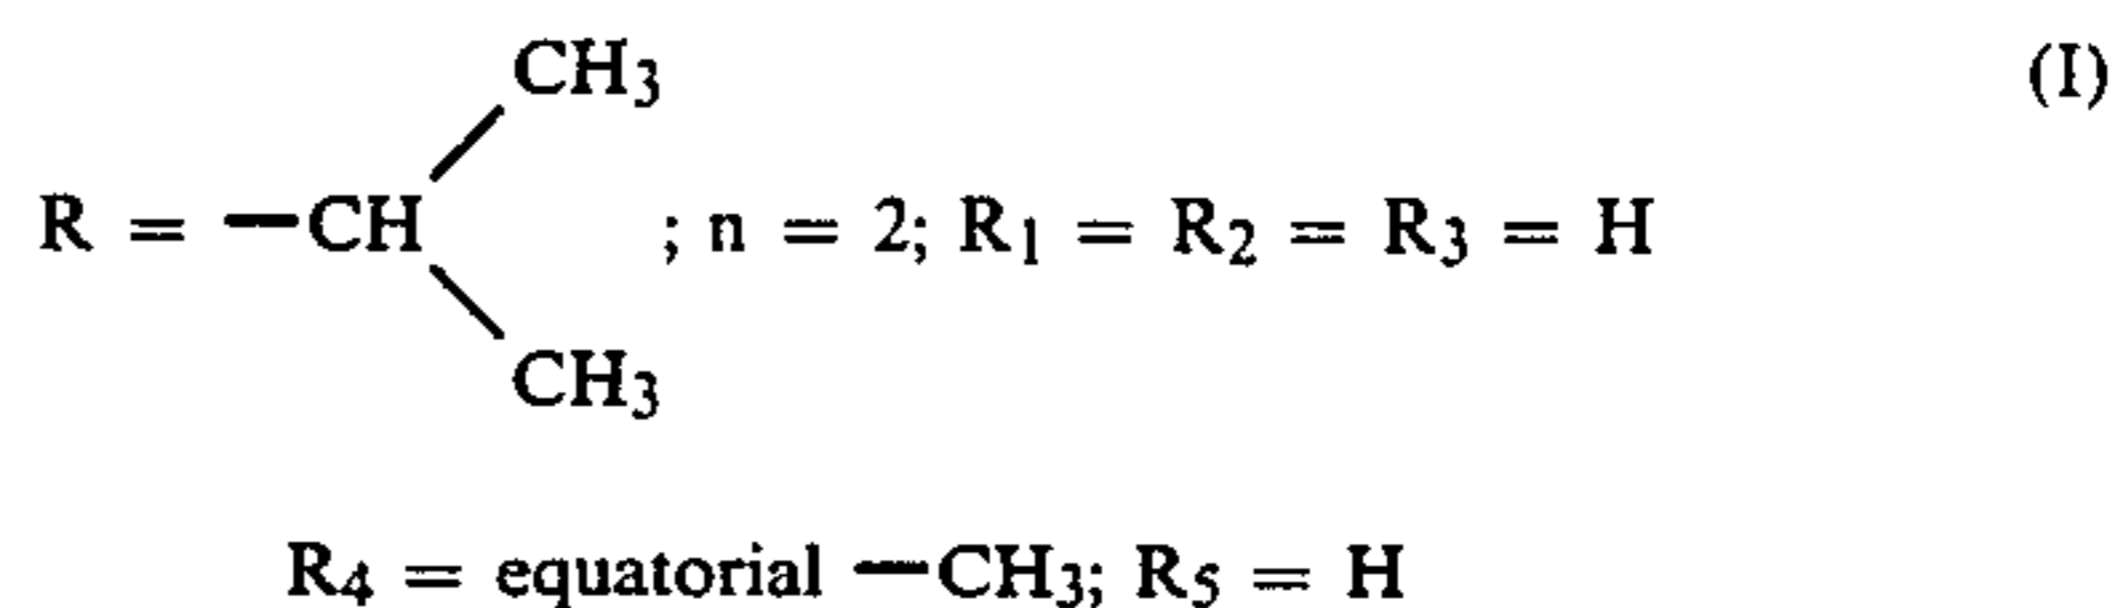 CH₃ (I)
R = —CH ; n = 2; R₁ = R₂ = R₃ = H
CH₃
R₄ = equatorial —CH₃; R₅ = H